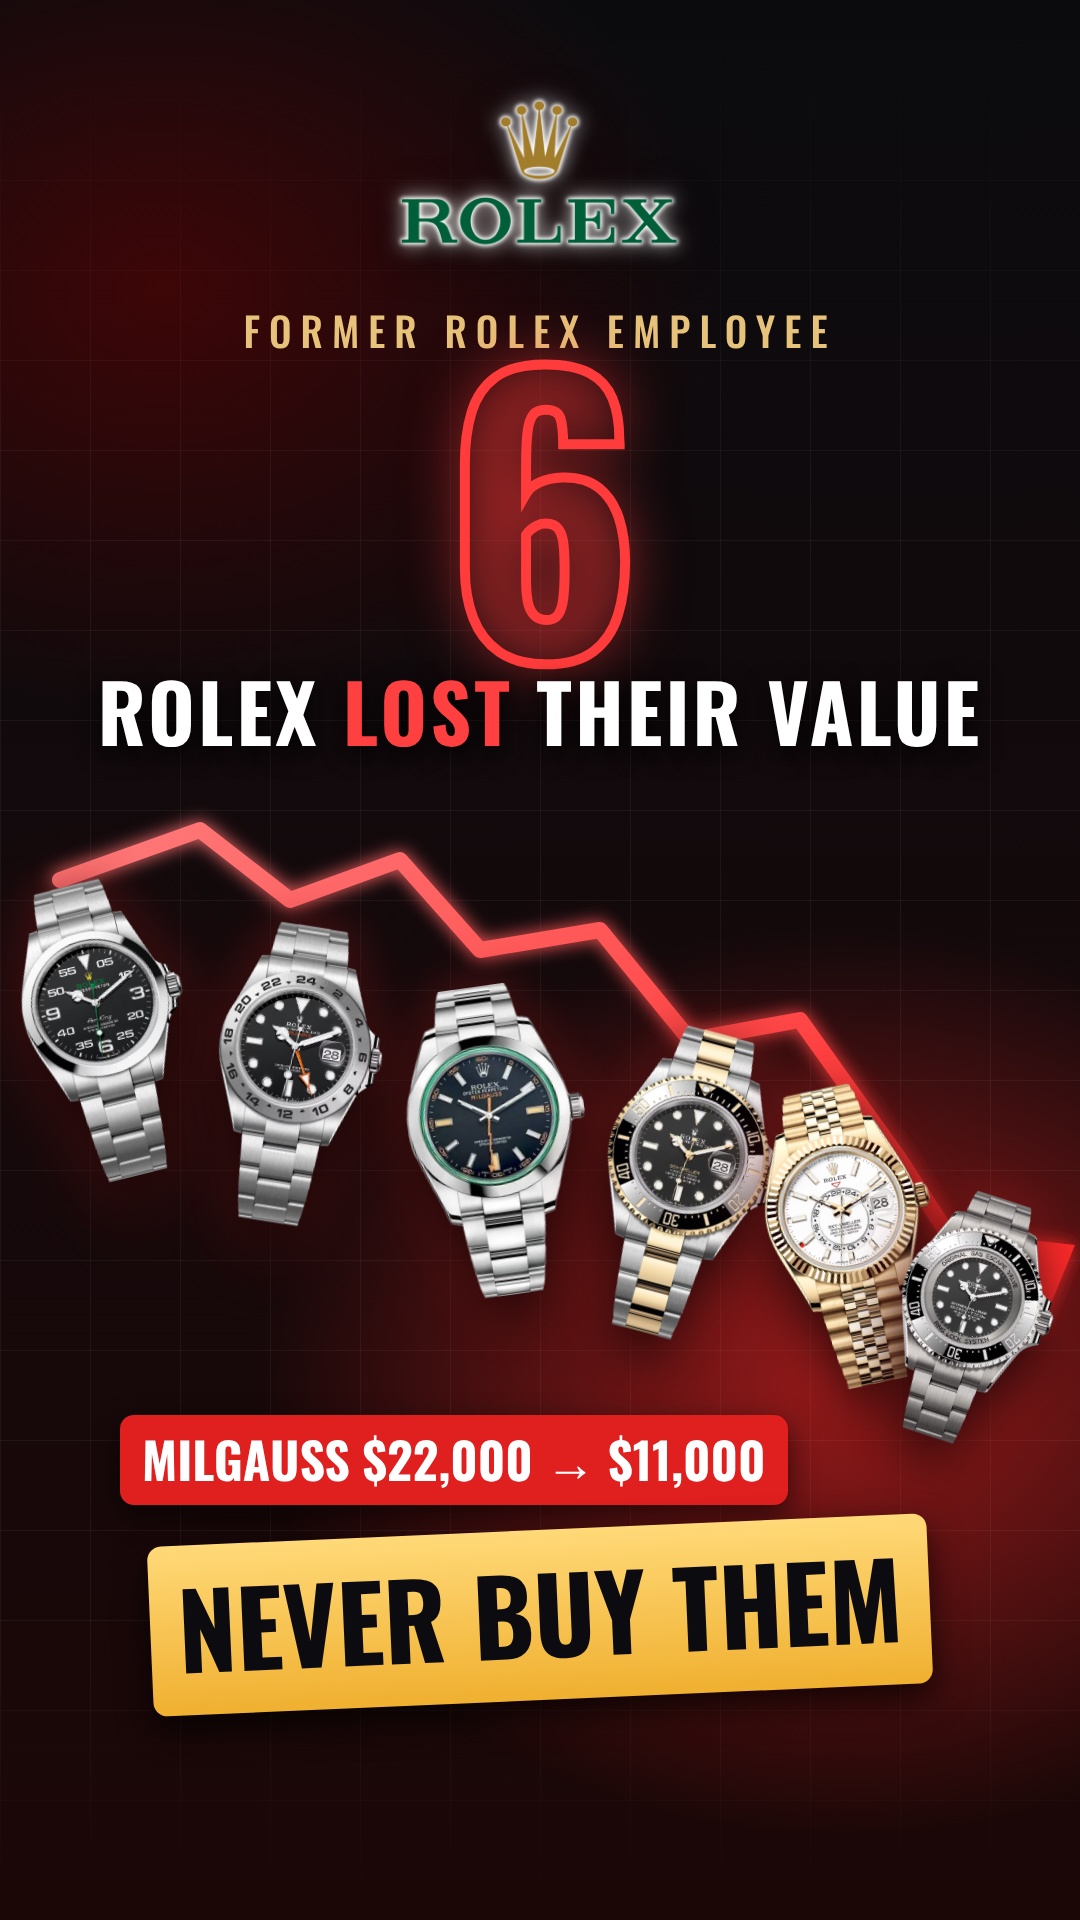 ROLEX
FORMER ROLEX EMPLOYEE
6
ROLEX LOST THEIR VALUE
MILGAUSS $22,000 → $11,000
NEVER BUY THEM